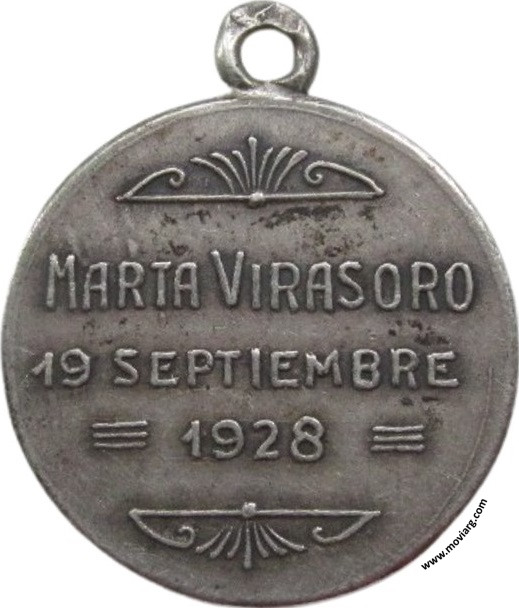 MARTA VIRASORO
19 SEPTIEMBRE
1928
www.moviarg.com